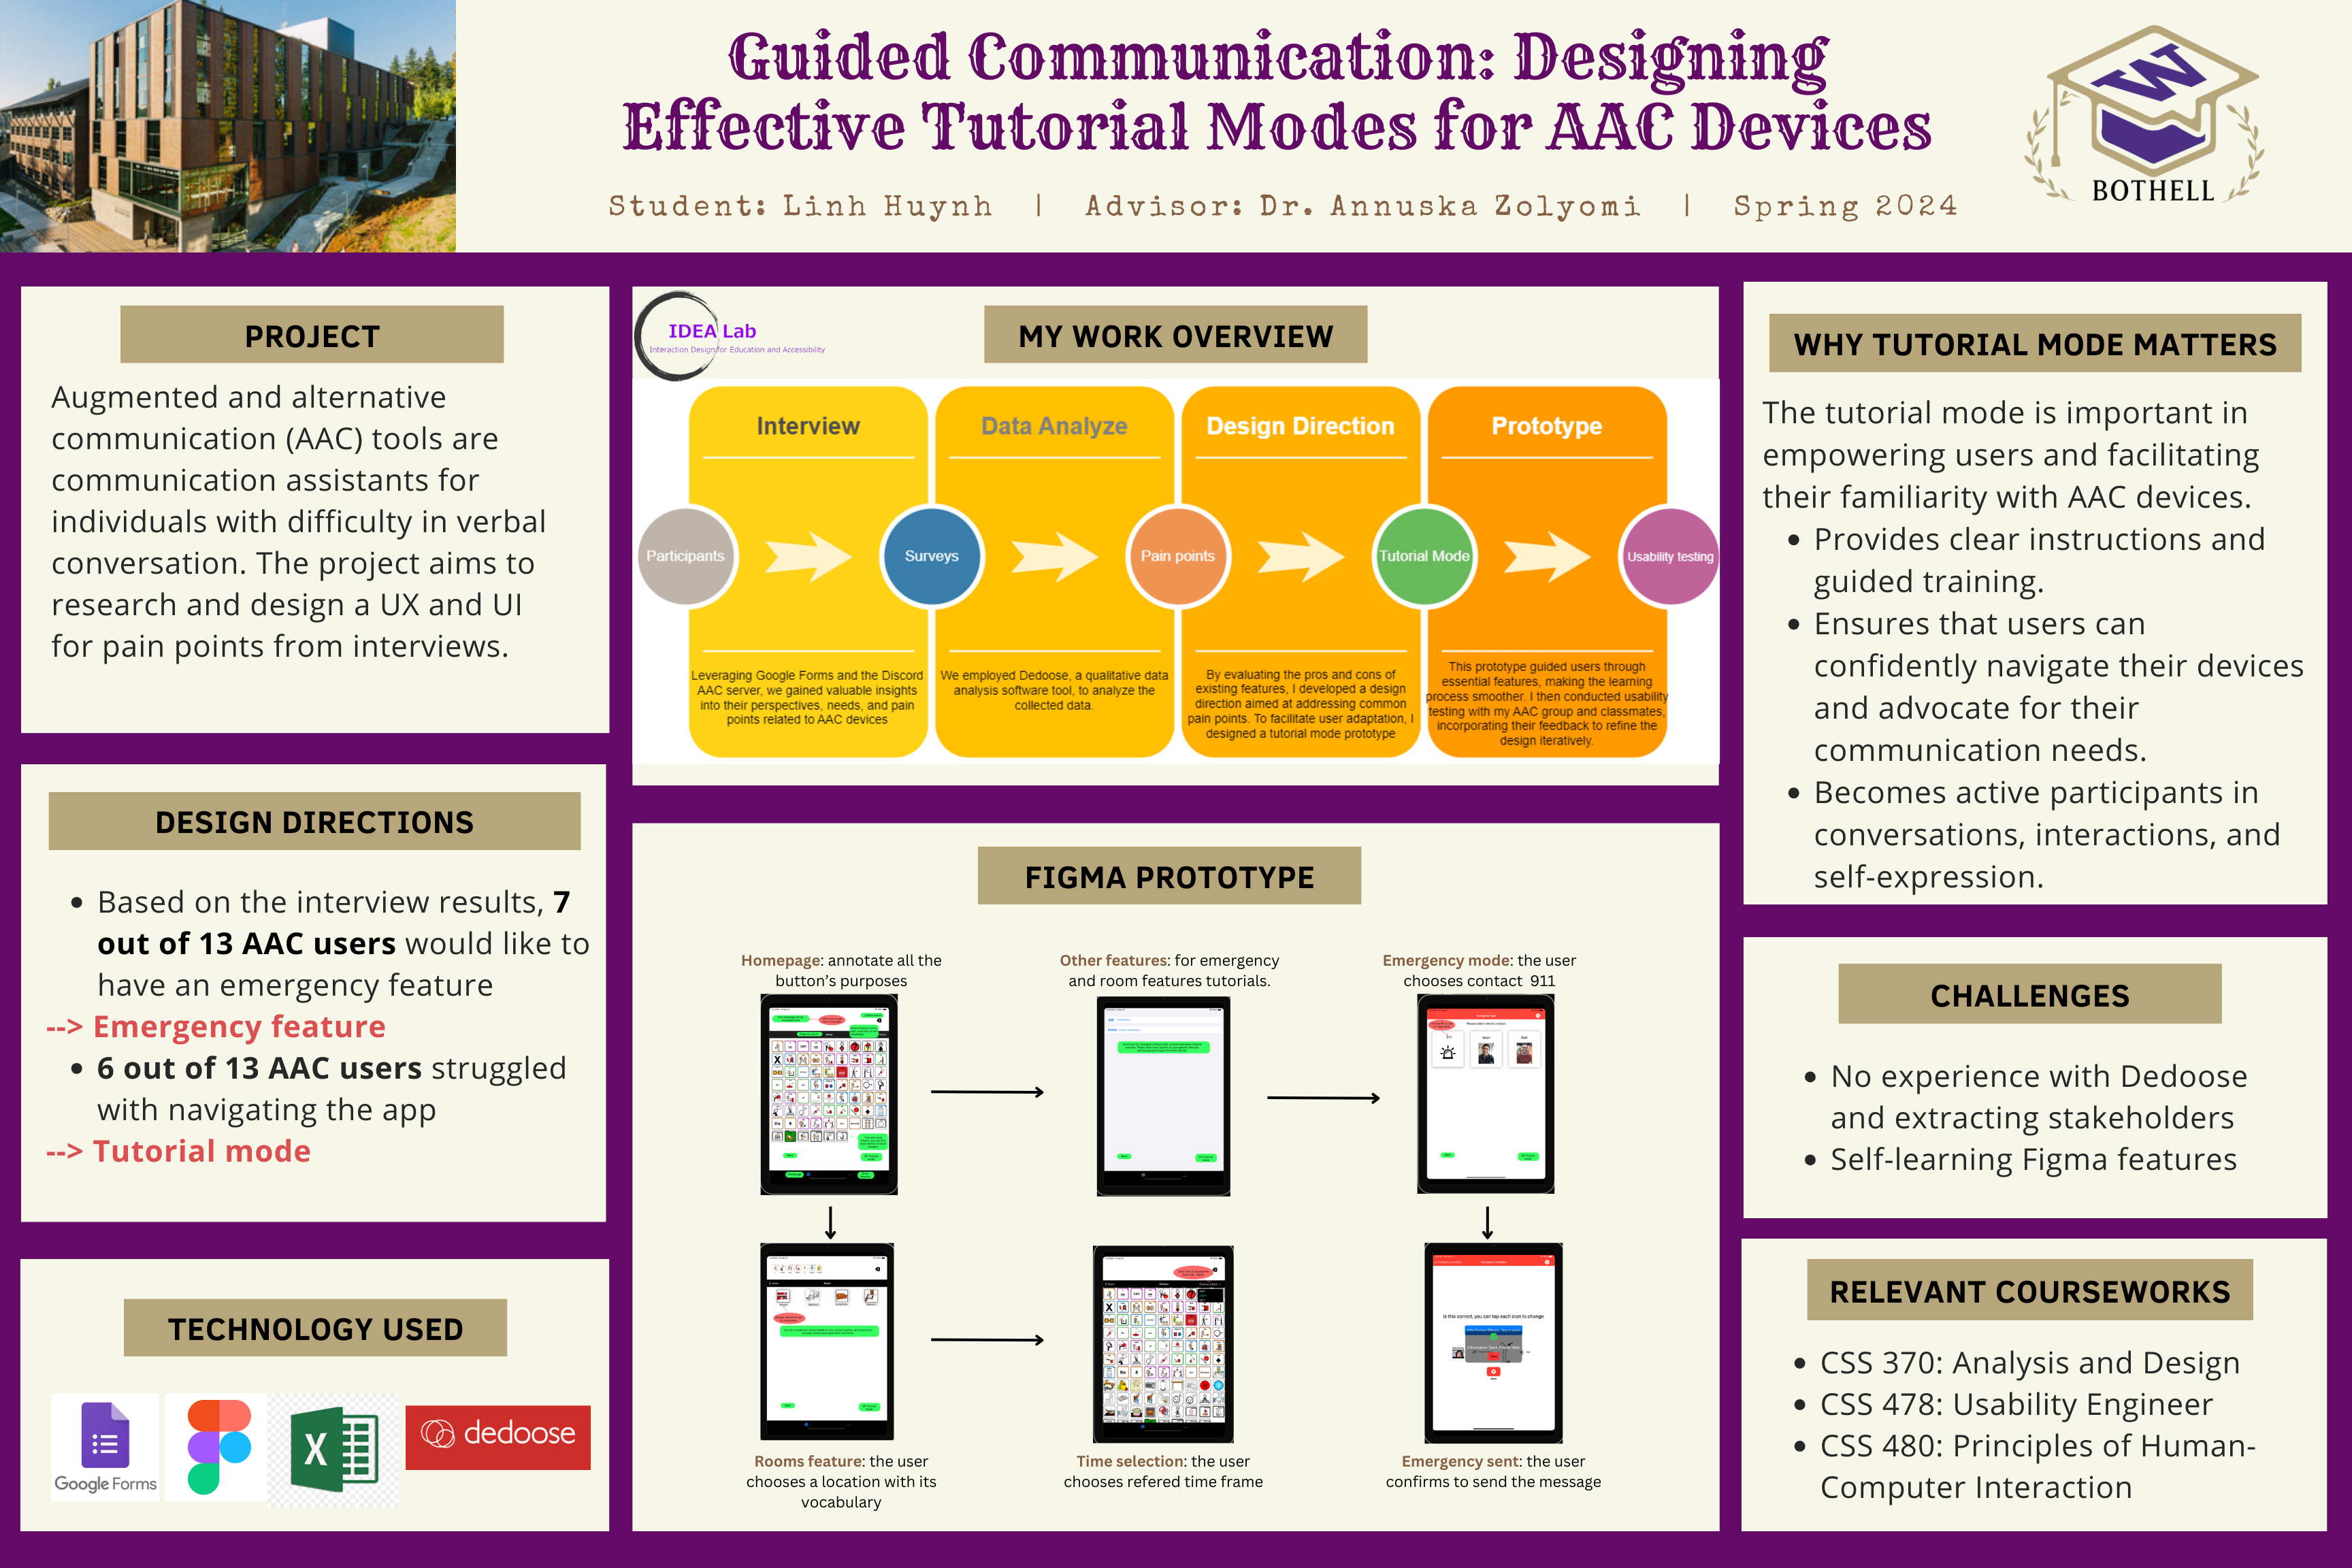 Guided Communication: Designing
Effective Tutorial Modes for AAC Devices
Student: Linh Huynh | Advisor: Dr. Annuska Zolyomi | Spring 2024
W
BOTHELL
PROJECT
Augmented and alternative
communication (AAC) tools are
communication assistants for
individuals with difficulty in verbal
conversation. The project aims to
research and design a UX and UI
for pain points from interviews.
DESIGN DIRECTIONS
Based on the interview results, 7
out of 13 AAC users would like to
have an emergency feature
--> Emergency feature
6 out of 13 AAC users struggled
with navigating the app
--> Tutorial mode
TECHNOLOGY USED
Google Forms
X
dedoose
IDEA Lab
Interaction Design for Education and Accessibility
MY WORK OVERVIEW
Interview
Participants
Leveraging Google Forms and the Discord
AAC server, we gained valuable insights
into their perspectives, needs, and pain
points related to AAC devices
Data Analyze
Surveys
We employed Dedoose, a qualitative data
analysis software tool, to analyze the
collected data.
Design Direction
Pain points
By evaluating the pros and cons of
existing features, I developed a design
direction aimed at addressing common
pain points. To facilitate user adaptation, I
designed a tutorial mode prototype
Prototype
Tutorial Mode
Usability testing
This prototype guided users through
essential features, making the learning
process smoother. I then conducted usability
testing with my AAC group and classmates,
incorporating their feedback to refine the
design iteratively.
FIGMA PROTOTYPE
Homepage: annotate all the
button's purposes
Other features: for emergency
and room features tutorials.
Emergency mode: the user
chooses contact 911
Is this correct, you can tap each icon to change
Rooms feature: the user
chooses a location with its
vocabulary
Time selection: the user
chooses refered time frame
Emergency sent: the user
confirms to send the message
WHY TUTORIAL MODE MATTERS
The tutorial mode is important in
empowering users and facilitating
their familiarity with AAC devices.
Provides clear instructions and
guided training.
Ensures that users can
confidently navigate their devices
and advocate for their
communication needs.
Becomes active participants in
conversations, interactions, and
self-expression.
CHALLENGES
No experience with Dedoose
and extracting stakeholders
Self-learning Figma features
RELEVANT COURSEWORKS
CSS 370: Analysis and Design
CSS 478: Usability Engineer
CSS 480: Principles of Human-
Computer Interaction